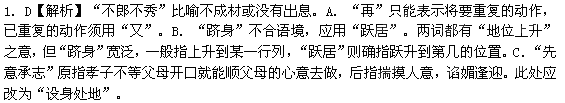 1. D【解析】“不郎不秀”比喻不成材或没有出息。A. “再”只能表示将要重复的动作，
已重复的动作须用“又”。B. “跻身”不合语境，应用“跃居”。两词都有“地位上升”
之意，但“跻身”宽泛，一般指上升到某一行列，“跃居”则确指跃升到第几的位置。C. “先
意承志”原指孝子不等父母开口就能顺父母的心意去做，后指揣摸人意，谄媚逢迎。此处应
改为“设身处地”。